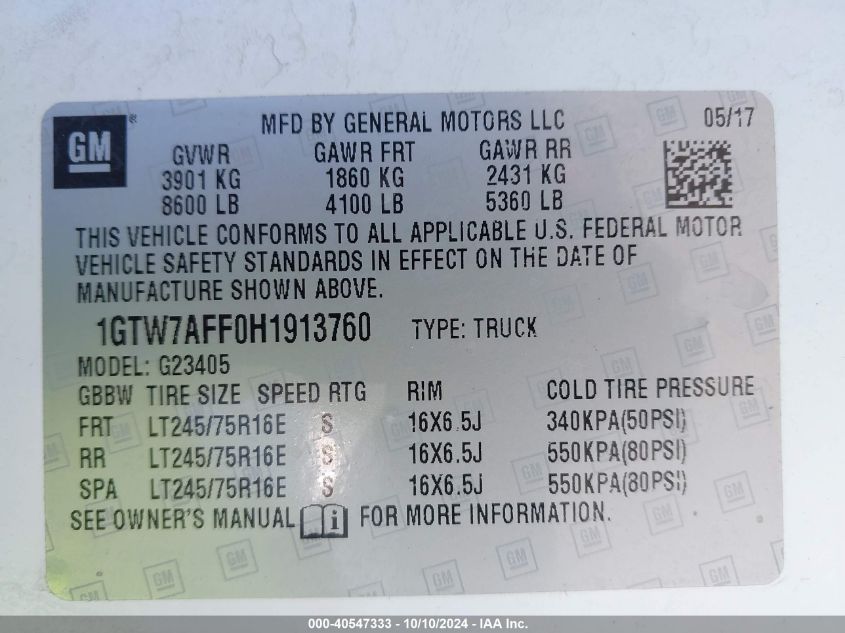 GM ® MFD BY GENERAL MOTORS LLC 05/17
GVWR GAWR FRT GAWR RR
3901 KG 1860 KG 2431 KG
8600 LB 4100 LB 5360 LB
THIS VEHICLE CONFORMS TO ALL APPLICABLE U.S. FEDERAL MOTOR
VEHICLE SAFETY STANDARDS IN EFFECT ON THE DATE OF
MANUFACTURE SHOWN ABOVE.
1GTW7AFF0H1913760 TYPE: TRUCK
MODEL: G23405
GBBW TIRE SIZE SPEED RTG RIM COLD TIRE PRESSURE
FRT LT245/75R16E S 16X6.5J 340KPA(50PSI)
RR LT245/75R16E S 16X6.5J 550KPA(80PSI)
SPA LT245/75R16E S 16X6.5J 550KPA(80PSI)
SEE OWNER'S MANUAL i FOR MORE INFORMATION.
000-40547333 - 10/10/2024 - IAA Inc.